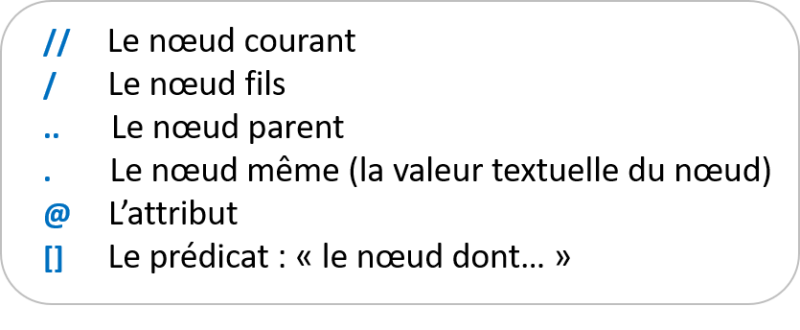 // Le nœud courant
/ Le nœud fils
.. Le nœud parent
. Le nœud même (la valeur textuelle du nœud)
@ L’attribut
[] Le prédicat : « le nœud dont... »